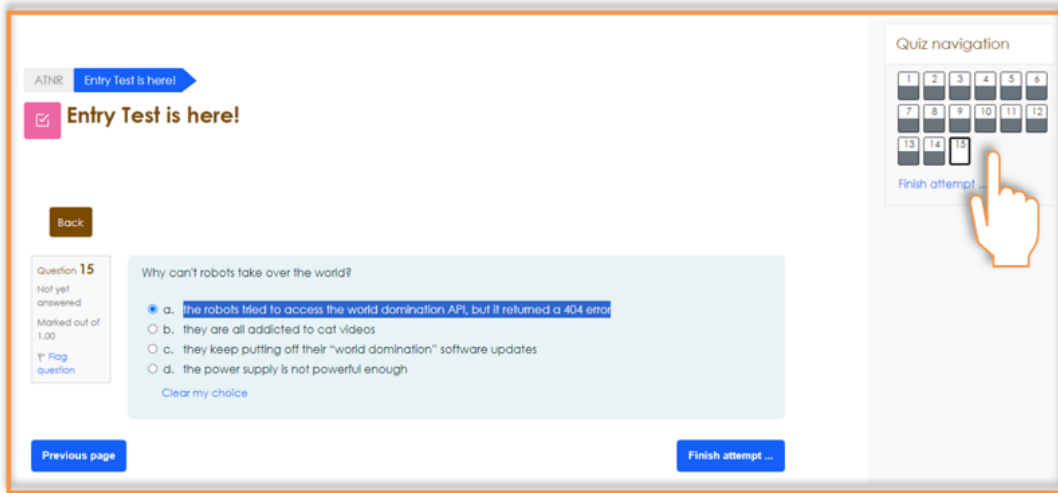 Quiz navigation
1 2 3 4 5 6
7 8 9 10 11 12
13 14 15
Finish attempt ...
ATNR Entry Test is here!
Entry Test is here!
Back
Question 15
Not yet
answered
Marked out of
1.00
Flag
question
Why can't robots take over the world?
a. the robots tried to access the world domination API, but it returned a 404 error
b. they are all addicted to cat videos
c. they keep putting off their "world domination" software updates
d. the power supply is not powerful enough
Clear my choice
Previous page
Finish attempt ...